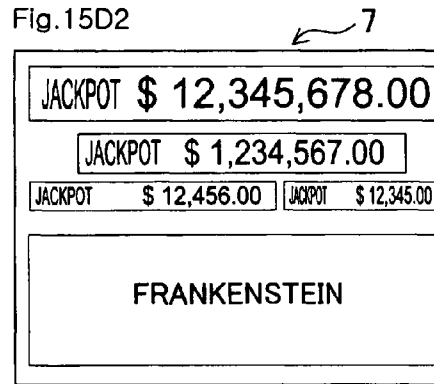 Fig.15D2
7
JACKPOT $ 12,345,678.00
JACKPOT $ 1,234,567.00
JACKPOT $ 12,456.00 JACKPOT $ 12,345.00
FRANKENSTEIN